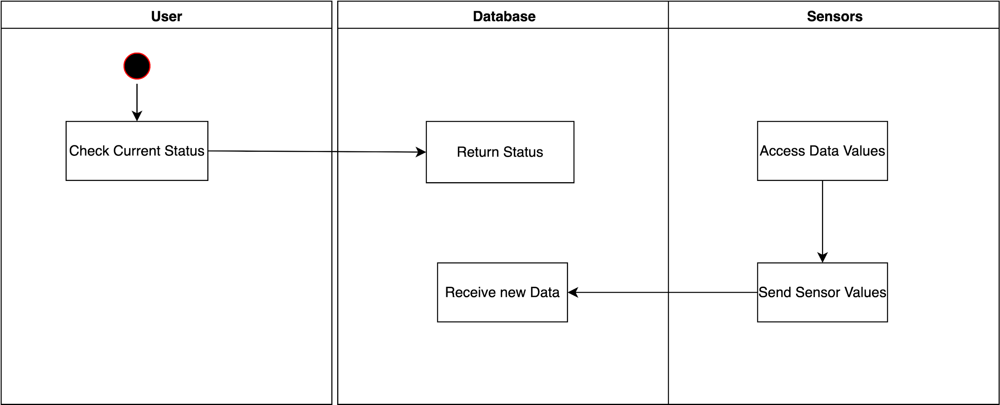 User
Database
Sensors
Check Current Status
Return Status
Access Data Values
Receive new Data
Send Sensor Values